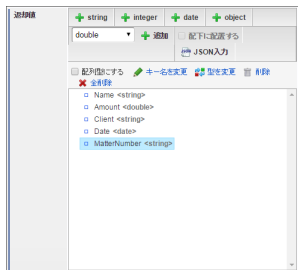 返却値
string integer date object
double 追加 配下に配置する
JSON入力
配列型にする キー名を変更 型を変更 削除
全削除
Name <string>
Amount <double>
Client <string>
Date <date>
MatterNumber <string>